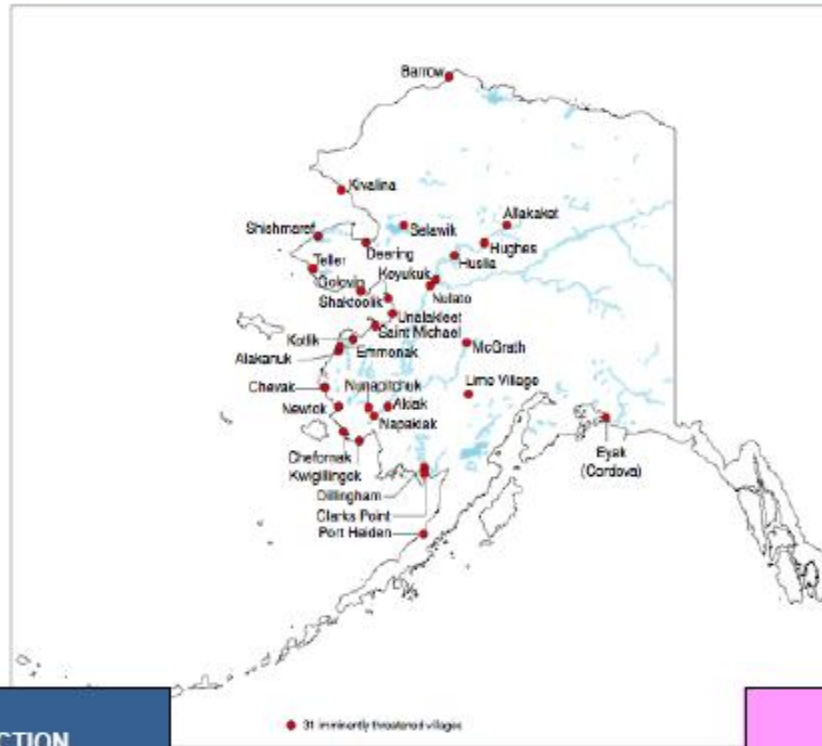 Barrow
Kivalina
Allakaket
Shishmaref
Selawik
Deering
Hughes
Huslia
Teller
Koyukuk
Golovin
Nulato
Shaktoolik
Unalakleet
Saint Michael
Kotlik
McGrath
Emmonak
Alakanuk
Lime Village
Chevak
Nunapitchuk
Newtok
Akiak
Napakiak
Eyak
(Cordova)
Chefornak
Kwigillingok
Dillingham
Clarks Point
Port Heiden
31 imminently threatened villages
CTION